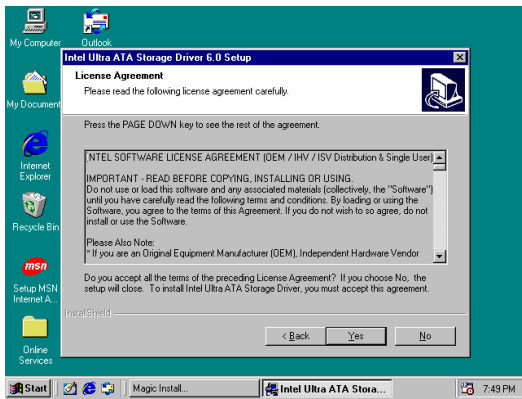 My Computer
Outlook
Intel Ultra ATA Storage Driver 6.0 Setup
License Agreement
Please read the following license agreement carefully.
My Document
Press the PAGE DOWN key to see the rest of the agreement.
Internet
Explorer
NTEL SOFTWARE LICENSE AGREEMENT (OEM / IHV / ISV Distribution & Single User)
IMPORTANT - READ BEFORE COPYING, INSTALLING OR USING.
Do not use or load this software and any associated materials (collectively, the "Software")
until you have carefully read the following terms and conditions. By loading or using the
Software, you agree to the terms of this Agreement. If you do not wish to so agree, do not
install or use the Software.
Please Also Note:
* If you are an Original Equipment Manufacturer (OEM), Independent Hardware Vendor
Recycle Bin
msn
Setup MSN
Internet A...
Do you accept all the terms of the preceding License Agreement? If you choose No, the
setup will close. To install Intel Ultra ATA Storage Driver, you must accept this agreement.
InstallShield
< Back
Yes
No
Online
Services
Start
Magic Install...
Intel Ultra ATA Stora...
7:49 PM